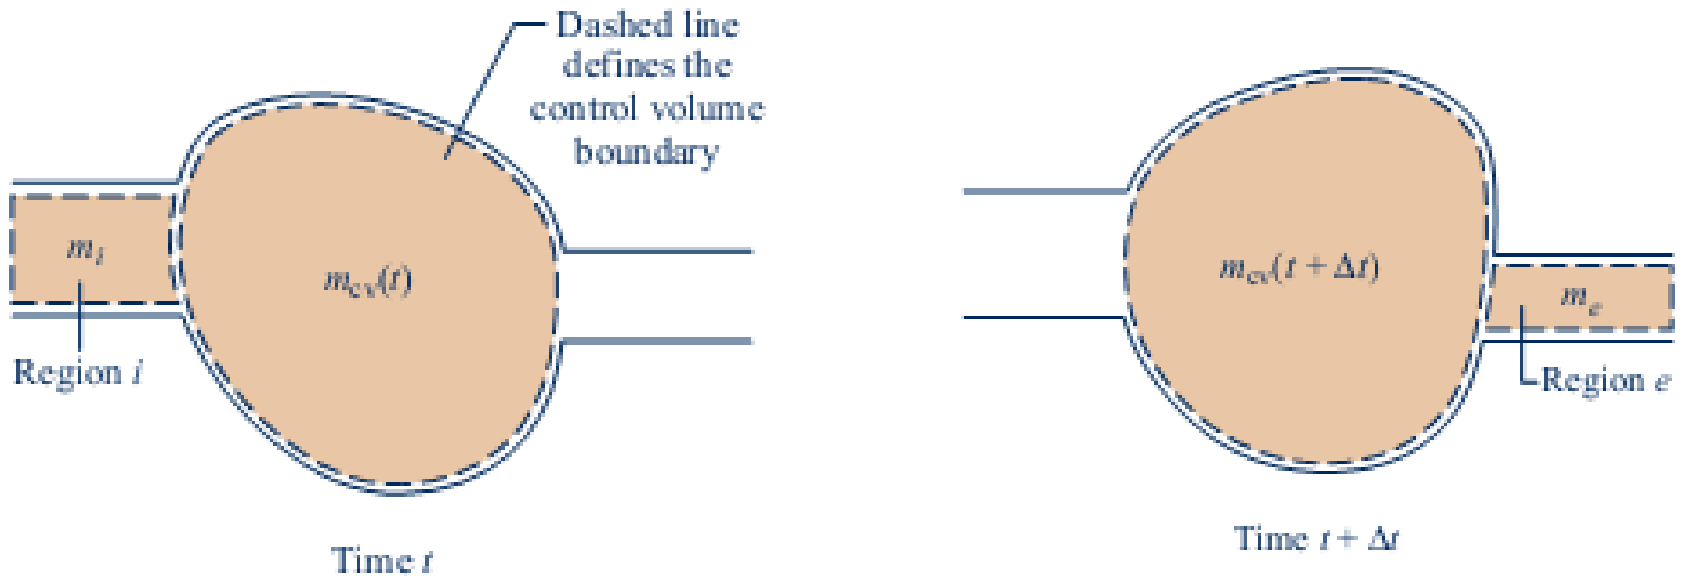 Dashed line
defines the
control volume
boundary
m_i
m_cv(t)
Region i
Time t
m_cv(t + Δt)
m_e
Region e
Time t + Δt